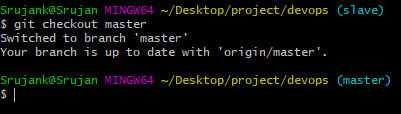 Srujank@Srujan MINGW64 ~/Desktop/project/devops (slave)
$ git checkout master
Switched to branch 'master'
Your branch is up to date with 'origin/master'.
Srujank@Srujan MINGW64 ~/Desktop/project/devops (master)
$